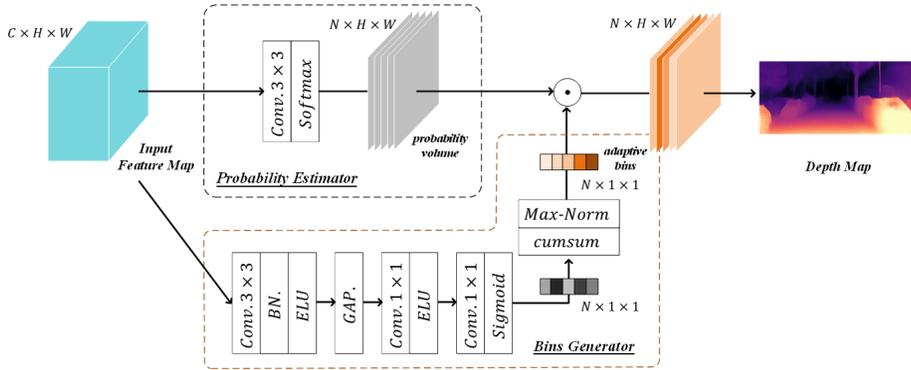 C × H × W
Input
Feature Map
Conv. 3 × 3
Softmax
N × H × W
probability
volume
Probability Estimator
N × H × W
Depth Map
adaptive
bins
N × 1 × 1
Max-Norm
cumsum
N × 1 × 1
Conv. 3 × 3
BN.
ELU
GAP.
Conv. 1 × 1
ELU
Conv. 1 × 1
Sigmoid
Bins Generator